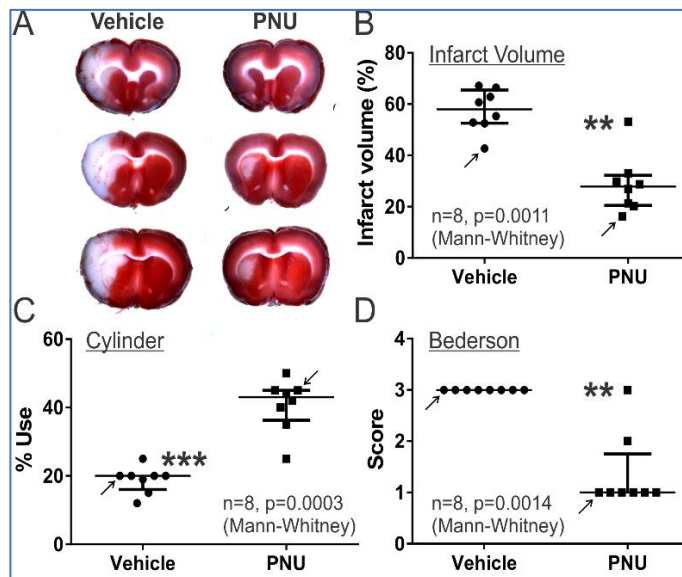 A
Vehicle
PNU
B
Infarct Volume
Infarct volume (%)
80
60
40
20
0
**
n=8, p=0.0011
(Mann-Whitney)
Vehicle
PNU
C
Cylinder
% Use
60
40
20
0
***
n=8, p=0.0003
(Mann-Whitney)
Vehicle
PNU
D
Bederson
Score
4
3
2
1
0
**
n=8, p=0.0014
(Mann-Whitney)
Vehicle
PNU